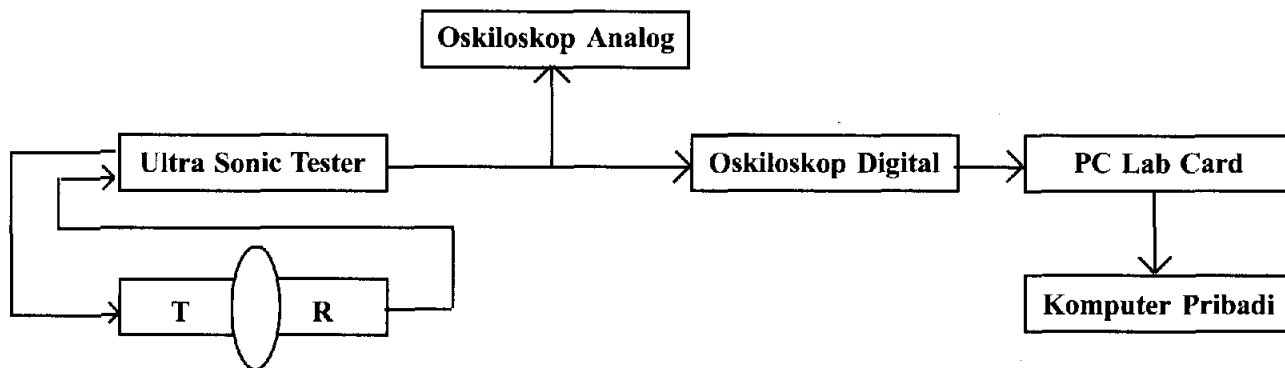 Oskiloskop Analog
Ultra Sonic Tester
Oskiloskop Digital
PC Lab Card
T
R
Komputer Pribadi